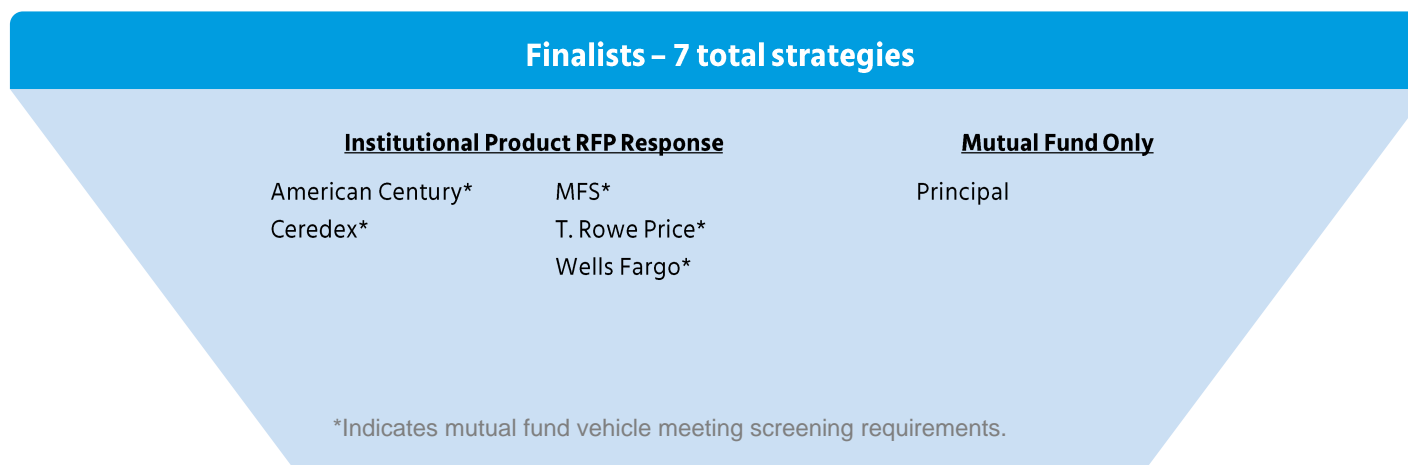 Finalists – 7 total strategies
Institutional Product RFP Response
Mutual Fund Only
American Century*
MFS*
Principal
Ceredex*
T. Rowe Price*
Wells Fargo*
*Indicates mutual fund vehicle meeting screening requirements.